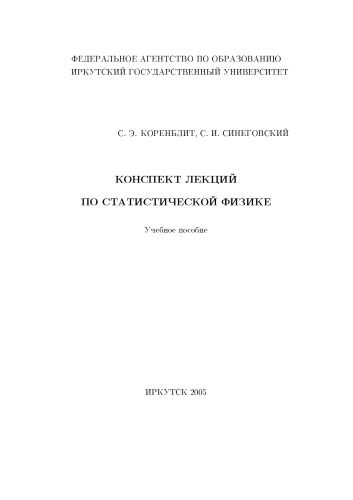 ФЕДЕРАЛЬНОЕ АГЕНТСТВО ПО ОБРАЗОВАНИЮ
ИРКУТСКИЙ ГОСУДАРСТВЕННЫЙ УНИВЕРСИТЕТ
С. Э. КОРЕНБЛИТ, С. И. СИНЕГОВСКИЙ
КОНСПЕКТ ЛЕКЦИЙ
ПО СТАТИСТИЧЕСКОЙ ФИЗИКЕ
Учебное пособие
ИРКУТСК 2005